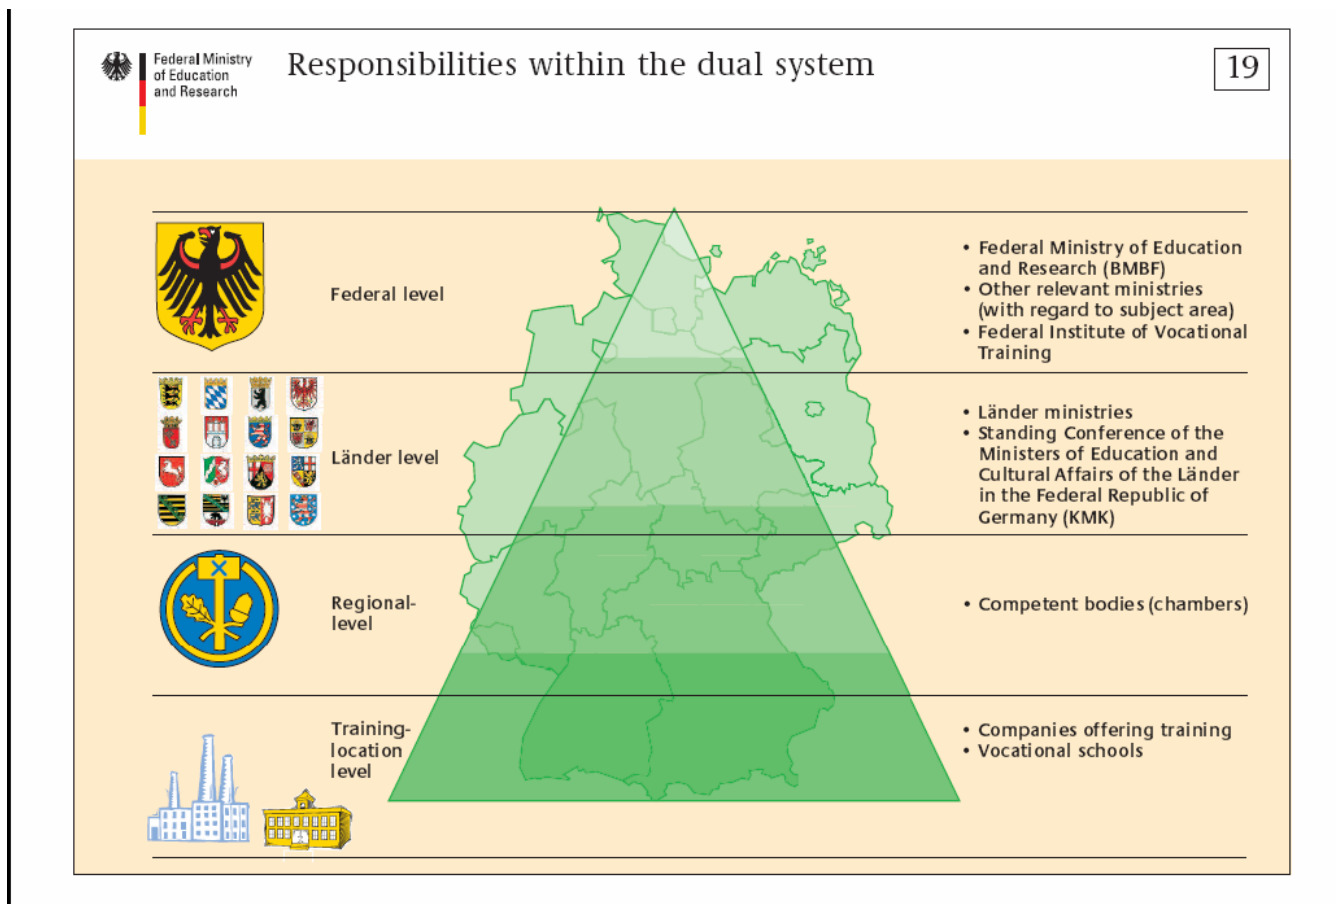 Federal Ministry
of Education
and Research
Responsibilities within the dual system
19
Federal level
• Federal Ministry of Education
and Research (BMBF)
• Other relevant ministries
(with regard to subject area)
• Federal Institute of Vocational
Training
Länder level
• Länder ministries
• Standing Conference of the
Ministers of Education and
Cultural Affairs of the Länder
in the Federal Republic of
Germany (KMK)
Regional-
level
• Competent bodies (chambers)
Training-
location
level
• Companies offering training
• Vocational schools